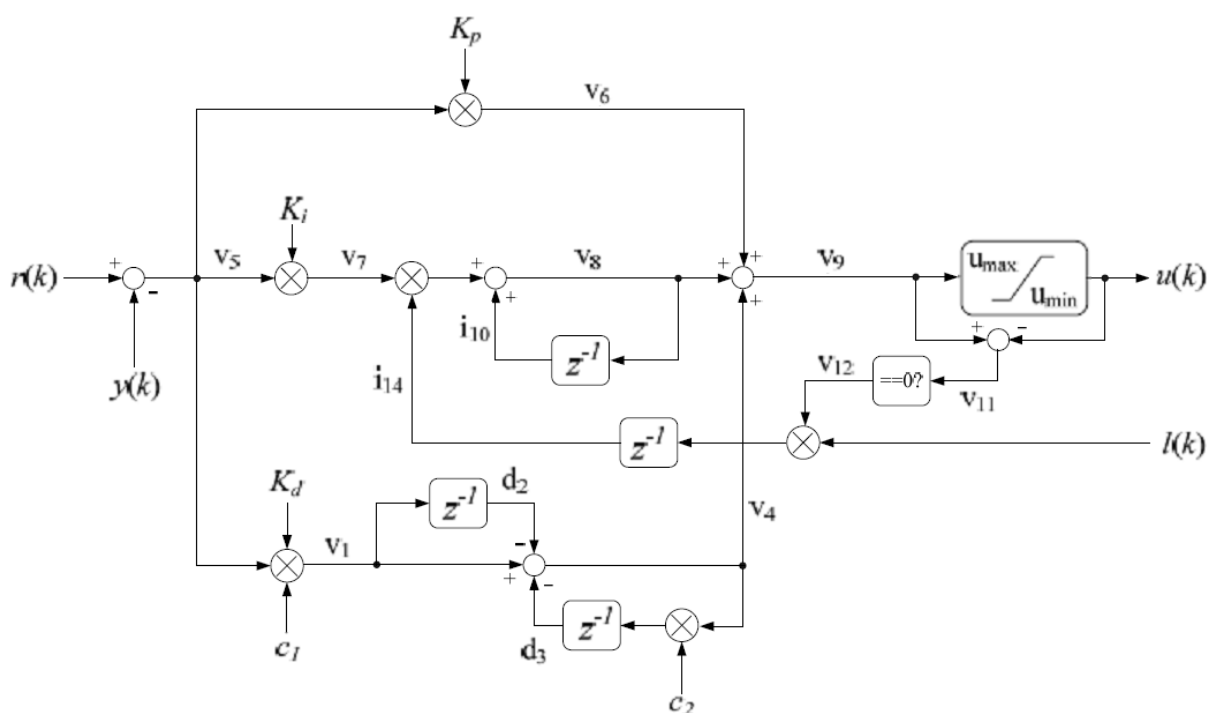 Kp
v6
+
Ki
+
v5
v7
+
v8
+
+
v9
umax
umin
r(k)
-
+
+
u(k)
y(k)
i10
z-1
+
-
v12
==0?
v11
i14
z-1
l(k)
Kd
z-1
d2
v4
v1
-
+
-
z-1
d3
c1
c2